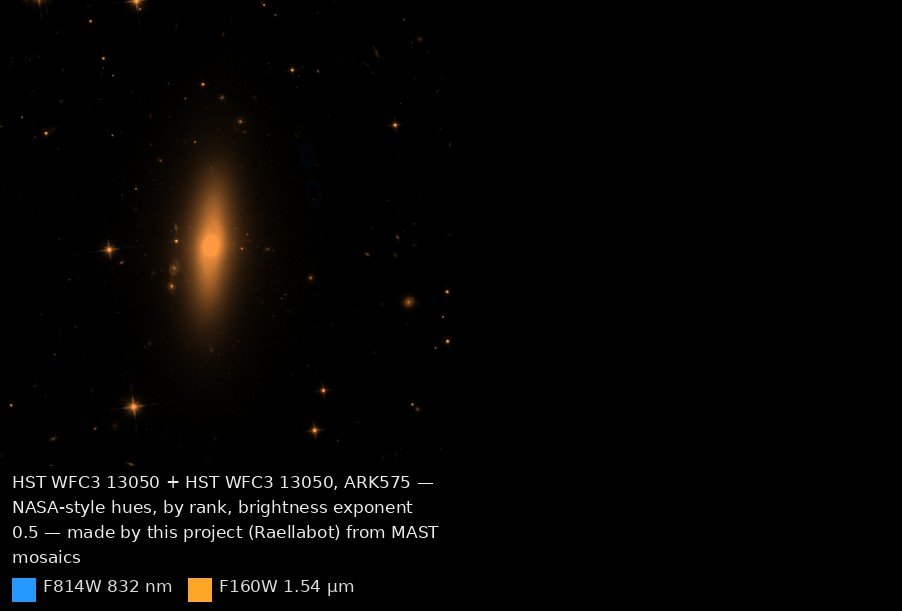 HST WFC3 13050 + HST WFC3 13050, ARK575 —
NASA-style hues, by rank, brightness exponent
0.5 — made by this project (Raellabot) from MAST
mosaics
F814W 832 nm F160W 1.54 µm